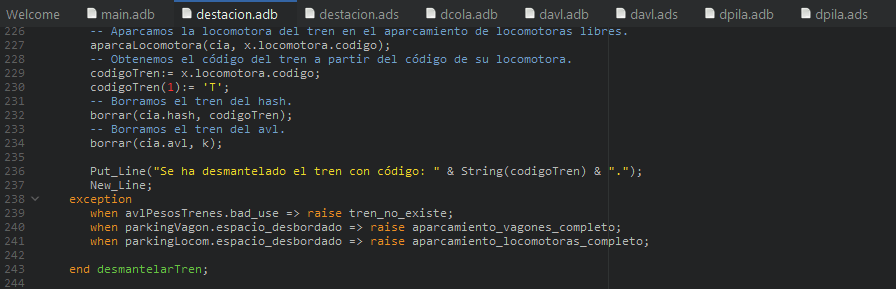 Welcome main.adb destacion.adb destacion.ads dcola.adb davl.adb davl.ads dpila.adb dpila.ads
226 -- Aparcamos la locomotora del tren en el aparcamiento de locomotoras libres.
227 aparcaLocomotora(cia, x.locomotora.codigo);
228 -- Obtenemos el código del tren a partir del código de su locomotora.
229 codigoTren:= x.locomotora.codigo;
230 codigoTren(1):= 'T';
231 -- Borramos el tren del hash.
232 borrar(cia.hash, codigoTren);
233 -- Borramos el tren del avl.
234 borrar(cia.avl, k);
235
236 Put_Line("Se ha desmantelado el tren con código: " & String(codigoTren) & ".");
237 New_Line;
238 exception
239 when avlPesosTrenes.bad_use => raise tren_no_existe;
240 when parkingVagon.espacio_desbordado => raise aparcamiento_vagones_completo;
241 when parkingLocom.espacio_desbordado => raise aparcamiento_locomotoras_completo;
242
243 end desmantelarTren;
244